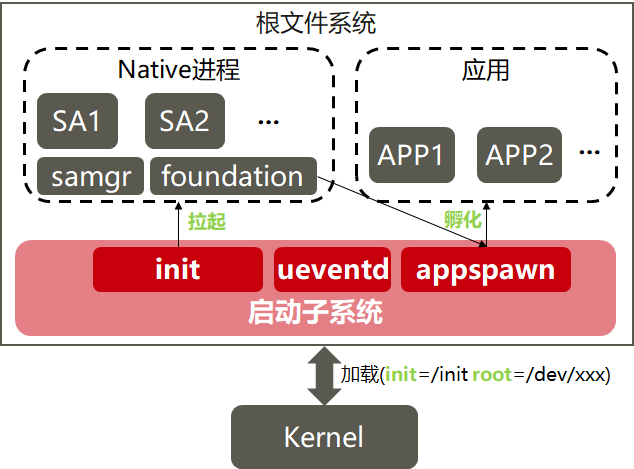 根文件系统
Native进程
SA1
SA2
...
samgr
foundation
应用
APP1
APP2
...
拉起
孵化
init
ueventd
appspawn
启动子系统
加载(init=/init root=/dev/xxx)
Kernel